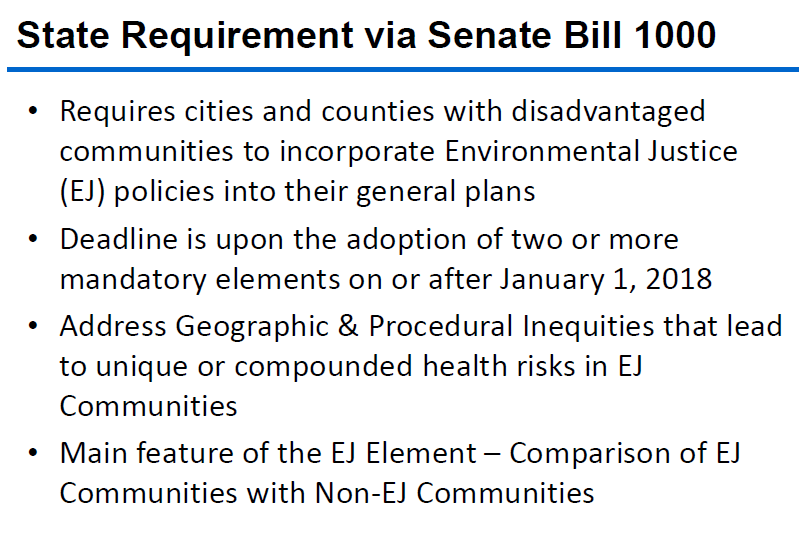 State Requirement via Senate Bill 1000
• Requires cities and counties with disadvantaged
communities to incorporate Environmental Justice
(EJ) policies into their general plans
• Deadline is upon the adoption of two or more
mandatory elements on or after January 1, 2018
• Address Geographic & Procedural Inequities that lead
to unique or compounded health risks in EJ
Communities
• Main feature of the EJ Element – Comparison of EJ
Communities with Non-EJ Communities